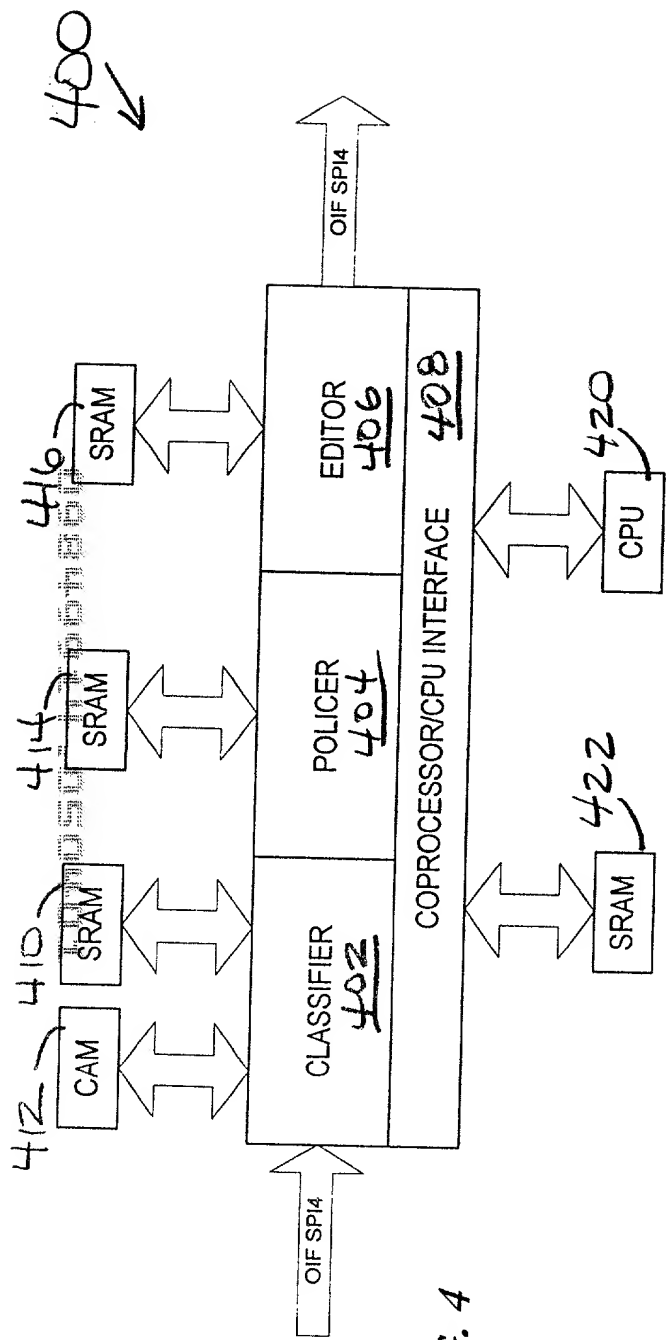 400
412
410
414
416
CAM
SRAM
SRAM
SRAM
OIF SPI4
CLASSIFIER
402
POLICER
404
EDITOR
406
OIF SPI4
COPROCESSOR/CPU INTERFACE 408
422
420
SRAM
CPU
4